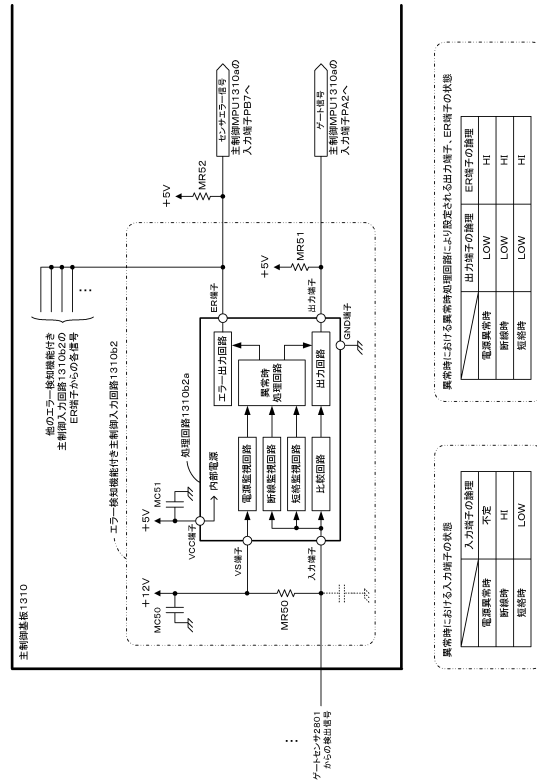 主制御基板1310
他のエラー検知機能付き
主制御入力回路1310b2の
ER端子からの各信号
エラー検知機能付き主制御入力回路1310b2
+5V
MR52
センサエラー信号
主制御MPU1310aの
入力端子PB7へ
+12V
MC50
+5V
MC51
VCC端子
処理回路1310b2a
内部電源
VS端子
電源監視回路
断線監視回路
短絡監視回路
比較回路
異常時
処理回路
エラー出力回路
出力回路
ER端子
出力端子
GND端子
+5V
MR51
ゲート信号
主制御MPU1310aの
入力端子PA2へ
MR50
入力端子
…
ゲートセンサ2801
からの検出信号
…
異常時における入力端子の状態
入力端子の論理
電源異常時 不定
断線時 HI
短絡時 LOW
異常時における異常時処理回路により設定される出力端子、ER端子の状態
出力端子の論理 ER端子の論理
電源異常時 LOW HI
断線時 LOW HI
短絡時 LOW HI